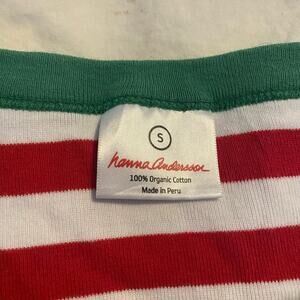 S
hanna andersson
100% Organic Cotton
Made in Peru